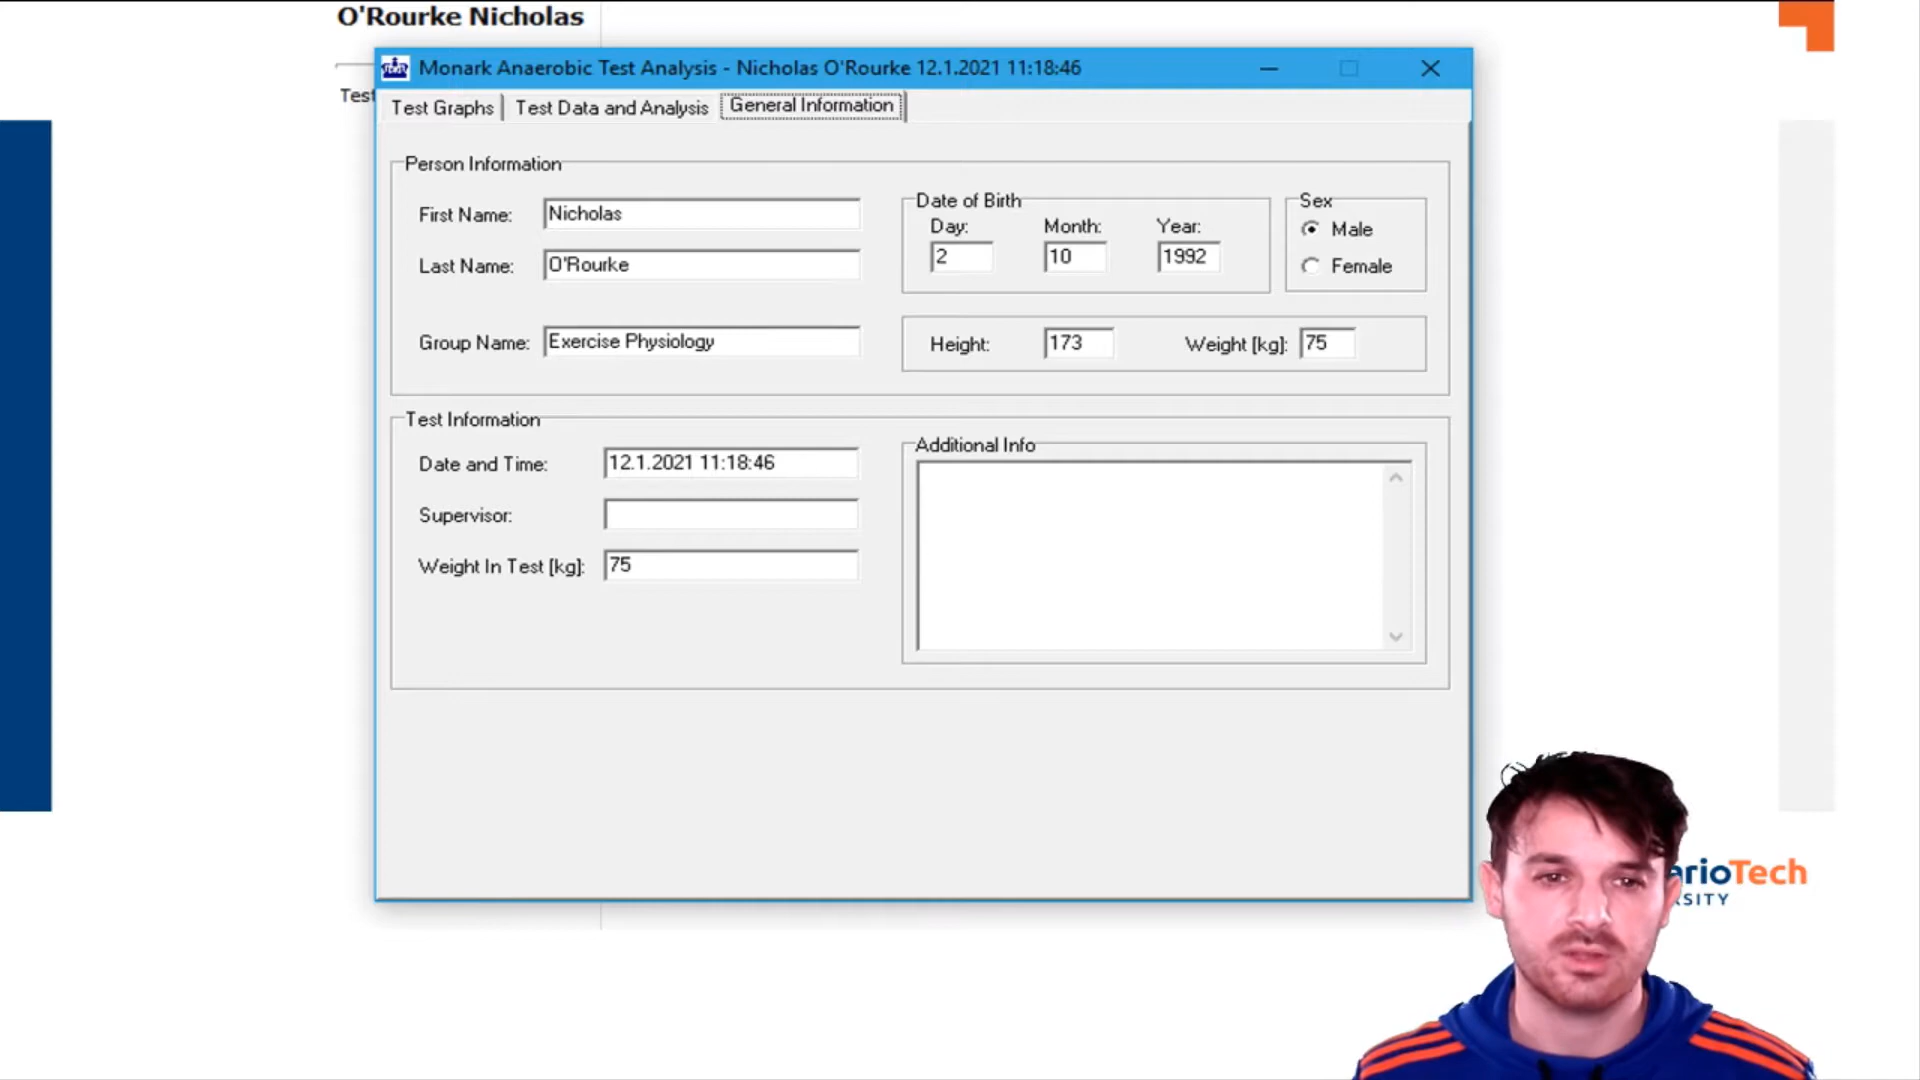 O'Rourke Nicholas
Test
Monark Anaerobic Test Analysis - Nicholas O'Rourke 12.1.2021 11:18:46
Test Graphs Test Data and Analysis General Information
Person Information
First Name: Nicholas
Last Name: O'Rourke
Group Name: Exercise Physiology
Date of Birth
Day: Month: Year:
2 10 1992
Sex
Male
Female
Height: 173 Weight [kg]: 75
Test Information
Date and Time: 12.1.2021 11:18:46
Supervisor:
Weight In Test [kg]: 75
Additional Info
arioTech
RSITY